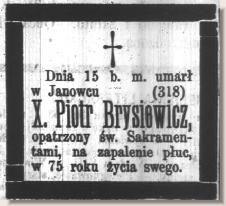 Dnia 15 b. m. umarł
w Janowcu (318)
X. Piotr Brysiewicz,
opatrzony św. Sakramen-
tami, na zapalenie płuc,
w 75 roku życia swego.